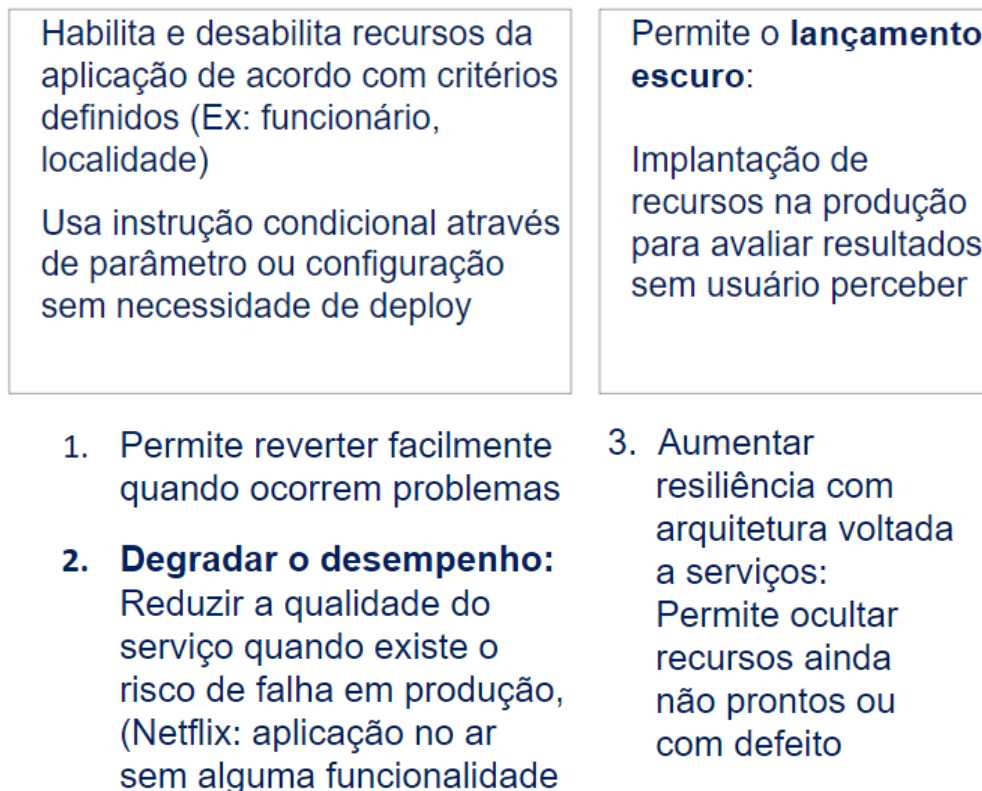 Habilita e desabilita recursos da
aplicação de acordo com critérios
definidos (Ex: funcionário,
localidade)
Usa instrução condicional através
de parâmetro ou configuração
sem necessidade de deploy
Permite o lançamento
escuro:
Implantação de
recursos na produção
para avaliar resultados
sem usuário perceber
1. Permite reverter facilmente
quando ocorrem problemas
2. Degradar o desempenho:
Reduzir a qualidade do
serviço quando existe o
risco de falha em produção,
(Netflix: aplicação no ar
sem alguma funcionalidade
3. Aumentar
resiliência com
arquitetura voltada
a serviços:
Permite ocultar
recursos ainda
não prontos ou
com defeito